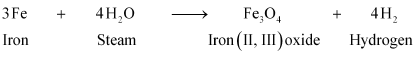 3Fe + 4H₂O ⟶ Fe₃O₄ + 4H₂
Iron Steam Iron(II, III)oxide Hydrogen